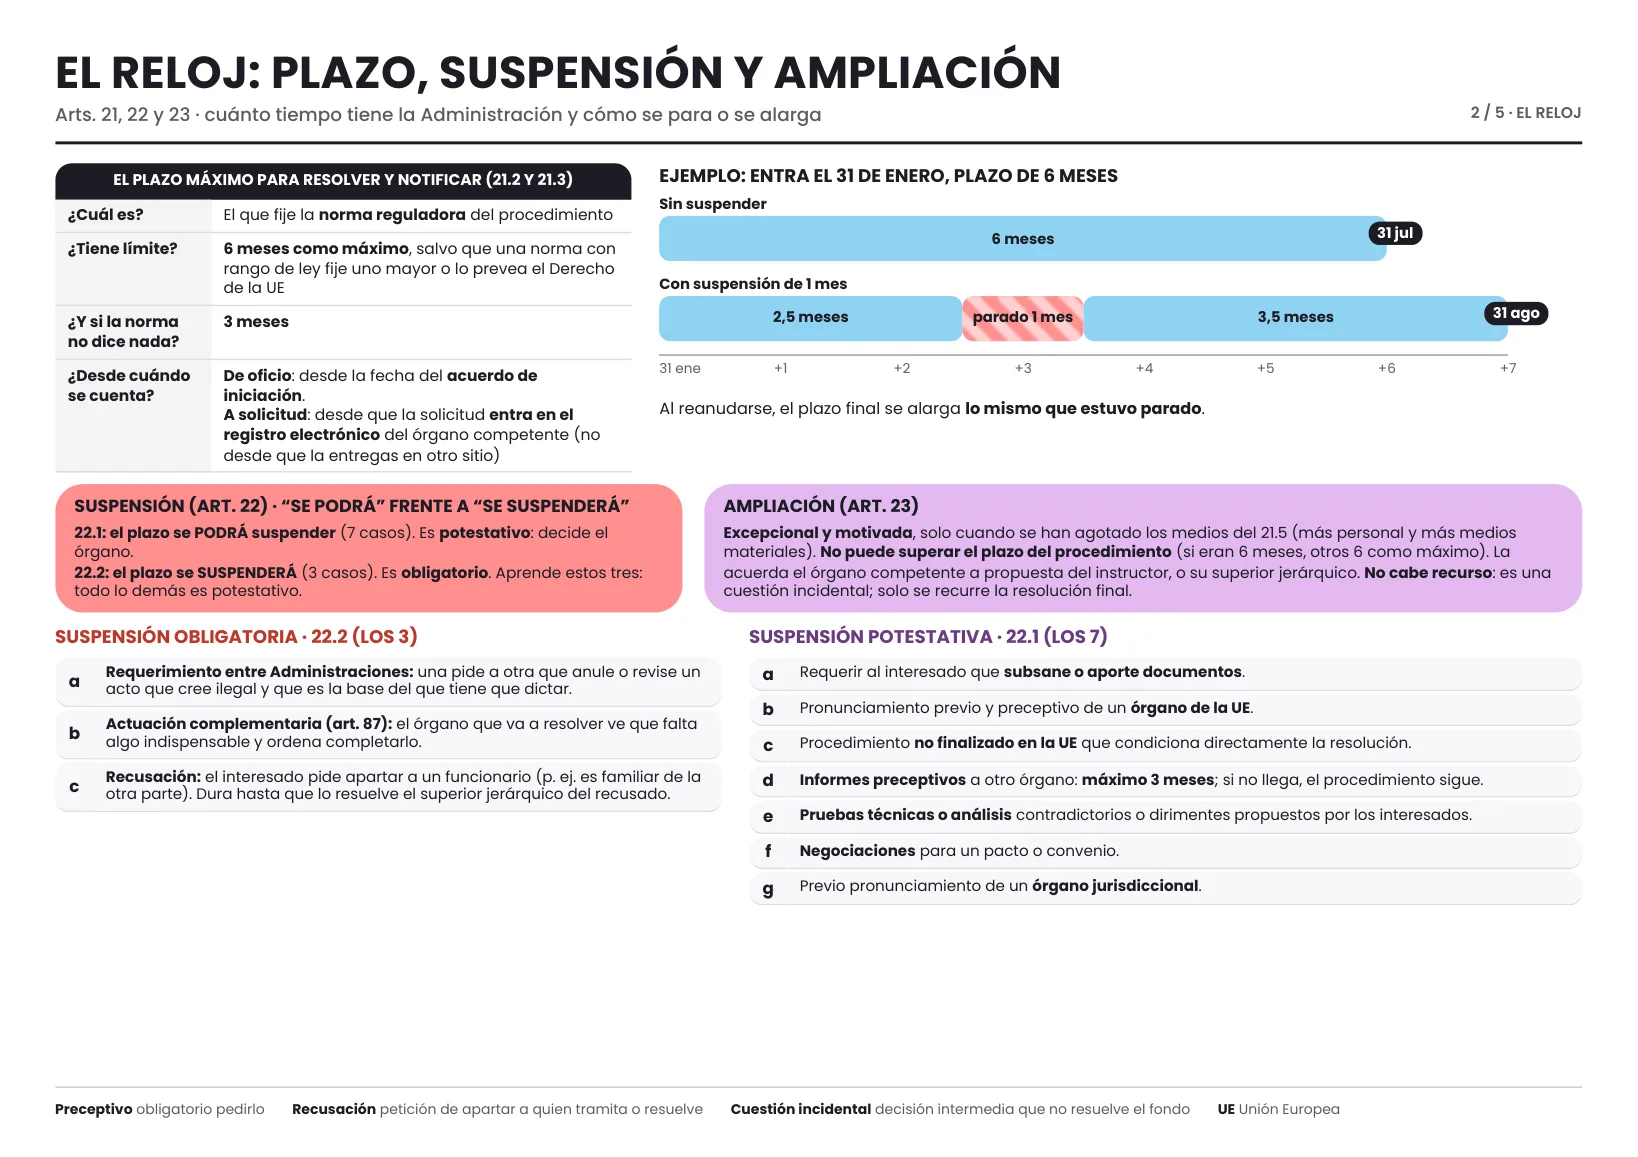 EL RELOJ: PLAZO, SUSPENSIÓN Y AMPLIACIÓN
Arts. 21, 22 y 23 · cuánto tiempo tiene la Administración y cómo se para o se alarga
2 / 5 · EL RELOJ
EL PLAZO MÁXIMO PARA RESOLVER Y NOTIFICAR (21.2 Y 21.3)
¿Cuál es?
El que fije la norma reguladora del procedimiento
¿Tiene límite?
6 meses como máximo, salvo que una norma con
rango de ley fije uno mayor o lo prevea el Derecho
de la UE
¿Y si la norma
no dice nada?
3 meses
¿Desde cuándo
se cuenta?
De oficio: desde la fecha del acuerdo de
iniciación.
A solicitud: desde que la solicitud entra en el
registro electrónico del órgano competente (no
desde que la entregas en otro sitio)
EJEMPLO: ENTRA EL 31 DE ENERO, PLAZO DE 6 MESES
Sin suspender
6 meses
31 jul
Con suspensión de 1 mes
2,5 meses
parado 1 mes
3,5 meses
31 ago
31 ene
+1
+2
+3
+4
+5
+6
+7
Al reanudarse, el plazo final se alarga lo mismo que estuvo parado.
SUSPENSIÓN (ART. 22) · “SE PODRÁ” FRENTE A “SE SUSPENDERÁ”
22.1: el plazo se PODRÁ suspender (7 casos). Es potestativo: decide el
órgano.
22.2: el plazo se SUSPENDERÁ (3 casos). Es obligatorio. Aprende estos tres:
todo lo demás es potestativo.
AMPLIACIÓN (ART. 23)
Excepcional y motivada, solo cuando se han agotado los medios del 21.5 (más personal y más medios
materiales). No puede superar el plazo del procedimiento (si eran 6 meses, otros 6 como máximo). La
acuerda el órgano competente a propuesta del instructor, o su superior jerárquico. No cabe recurso: es una
cuestión incidental; solo se recurre la resolución final.
SUSPENSIÓN OBLIGATORIA · 22.2 (LOS 3)
a
Requerimiento entre Administraciones: una pide a otra que anule o revise un
acto que cree ilegal y que es la base del que tiene que dictar.
b
Actuación complementaria (art. 87): el órgano que va a resolver ve que falta
algo indispensable y ordena completarlo.
c
Recusación: el interesado pide apartar a un funcionario (p. ej. es familiar de la
otra parte). Dura hasta que lo resuelve el superior jerárquico del recusado.
SUSPENSIÓN POTESTATIVA · 22.1 (LOS 7)
a
Requerir al interesado que subsane o aporte documentos.
b
Pronunciamiento previo y preceptivo de un órgano de la UE.
c
Procedimiento no finalizado en la UE que condiciona directamente la resolución.
d
Informes preceptivos a otro órgano: máximo 3 meses; si no llega, el procedimiento sigue.
e
Pruebas técnicas o análisis contradictorios o dirimentes propuestos por los interesados.
f
Negociaciones para un pacto o convenio.
g
Previo pronunciamiento de un órgano jurisdiccional.
Preceptivo obligatorio pedirlo
Recusación petición de apartar a quien tramita o resuelve
Cuestión incidental decisión intermedia que no resuelve el fondo
UE Unión Europea